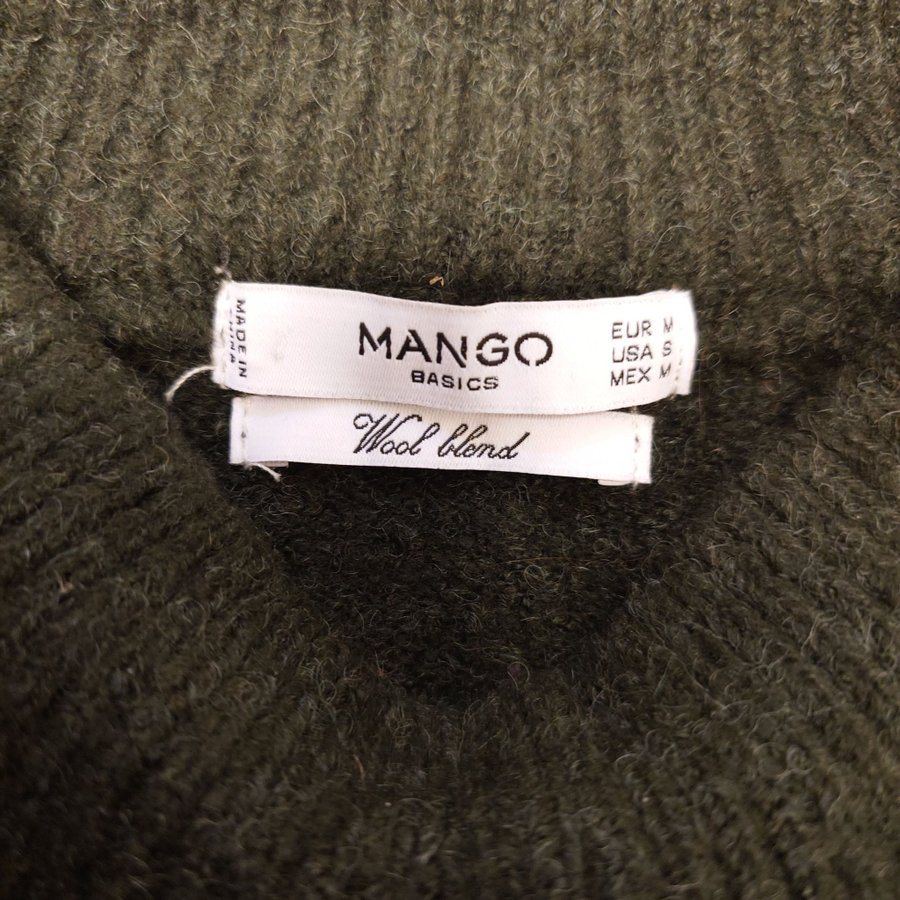 MADE IN
CHINA
MANGO
BASICS
EUR M
USA S
MEX M
Wool blend